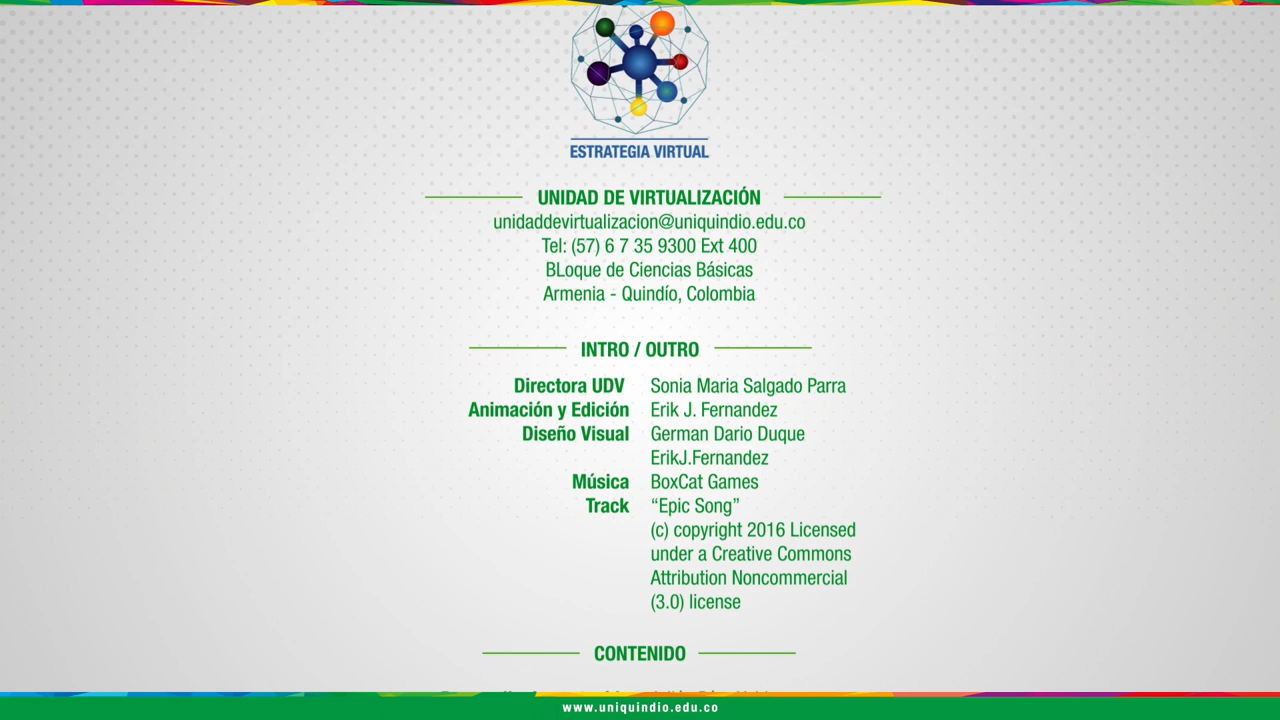 ESTRATEGIA VIRTUAL
UNIDAD DE VIRTUALIZACIÓN
unidaddevirtualizacion@uniquindio.edu.co
Tel: (57) 6 7 35 9300 Ext 400
BLoque de Ciencias Básicas
Armenia - Quindío, Colombia
INTRO / OUTRO
Directora UDV Sonia Maria Salgado Parra
Animación y Edición Erik J. Fernandez
Diseño Visual German Dario Duque
ErikJ.Fernandez
Música BoxCat Games
Track “Epic Song”
(c) copyright 2016 Licensed
under a Creative Commons
Attribution Noncommercial
(3.0) license
CONTENIDO
www.uniquindio.edu.co